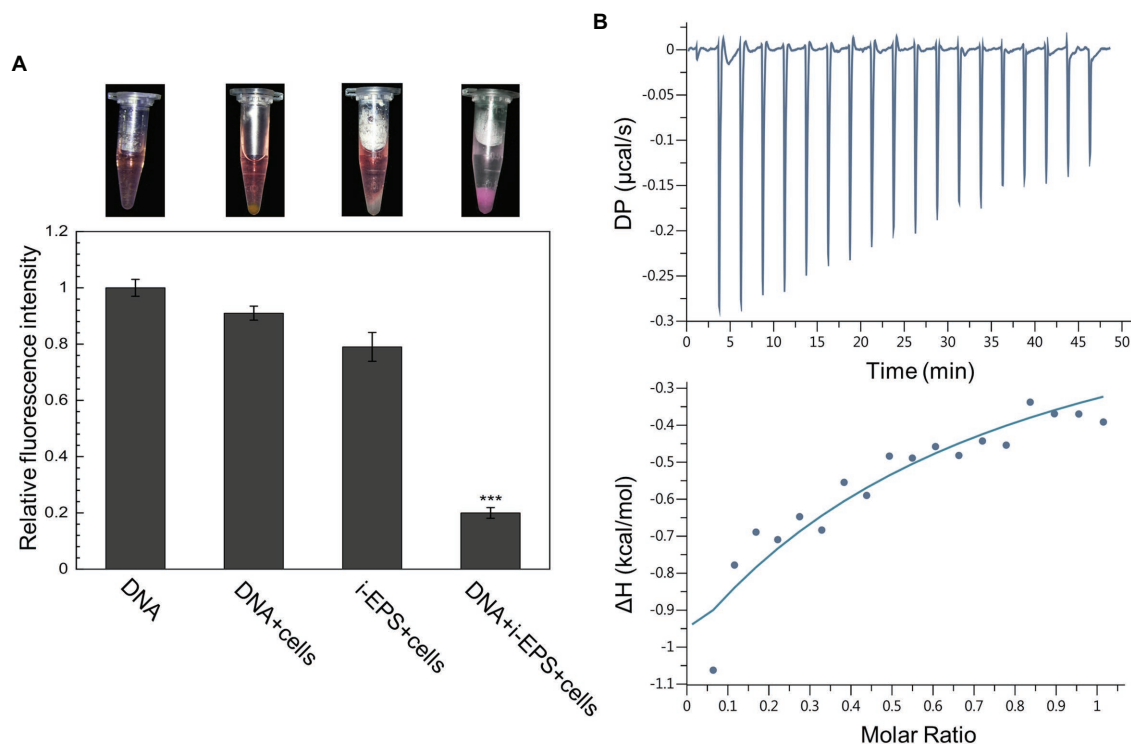 A
1.2
1
0.8
0.6
0.4
0.2
0
Relative fluorescence intensity
***
DNA
DNA+cells
i-EPS+cells
DNA+i-EPS+cells
B
0
-0.05
-0.1
-0.15
-0.2
-0.25
-0.3
DP (µcal/s)
0 5 10 15 20 25 30 35 40 45 50
Time (min)
-0.3
-0.4
-0.5
-0.6
-0.7
-0.8
-0.9
-1
-1.1
ΔH (kcal/mol)
0 0.1 0.2 0.3 0.4 0.5 0.6 0.7 0.8 0.9 1
Molar Ratio